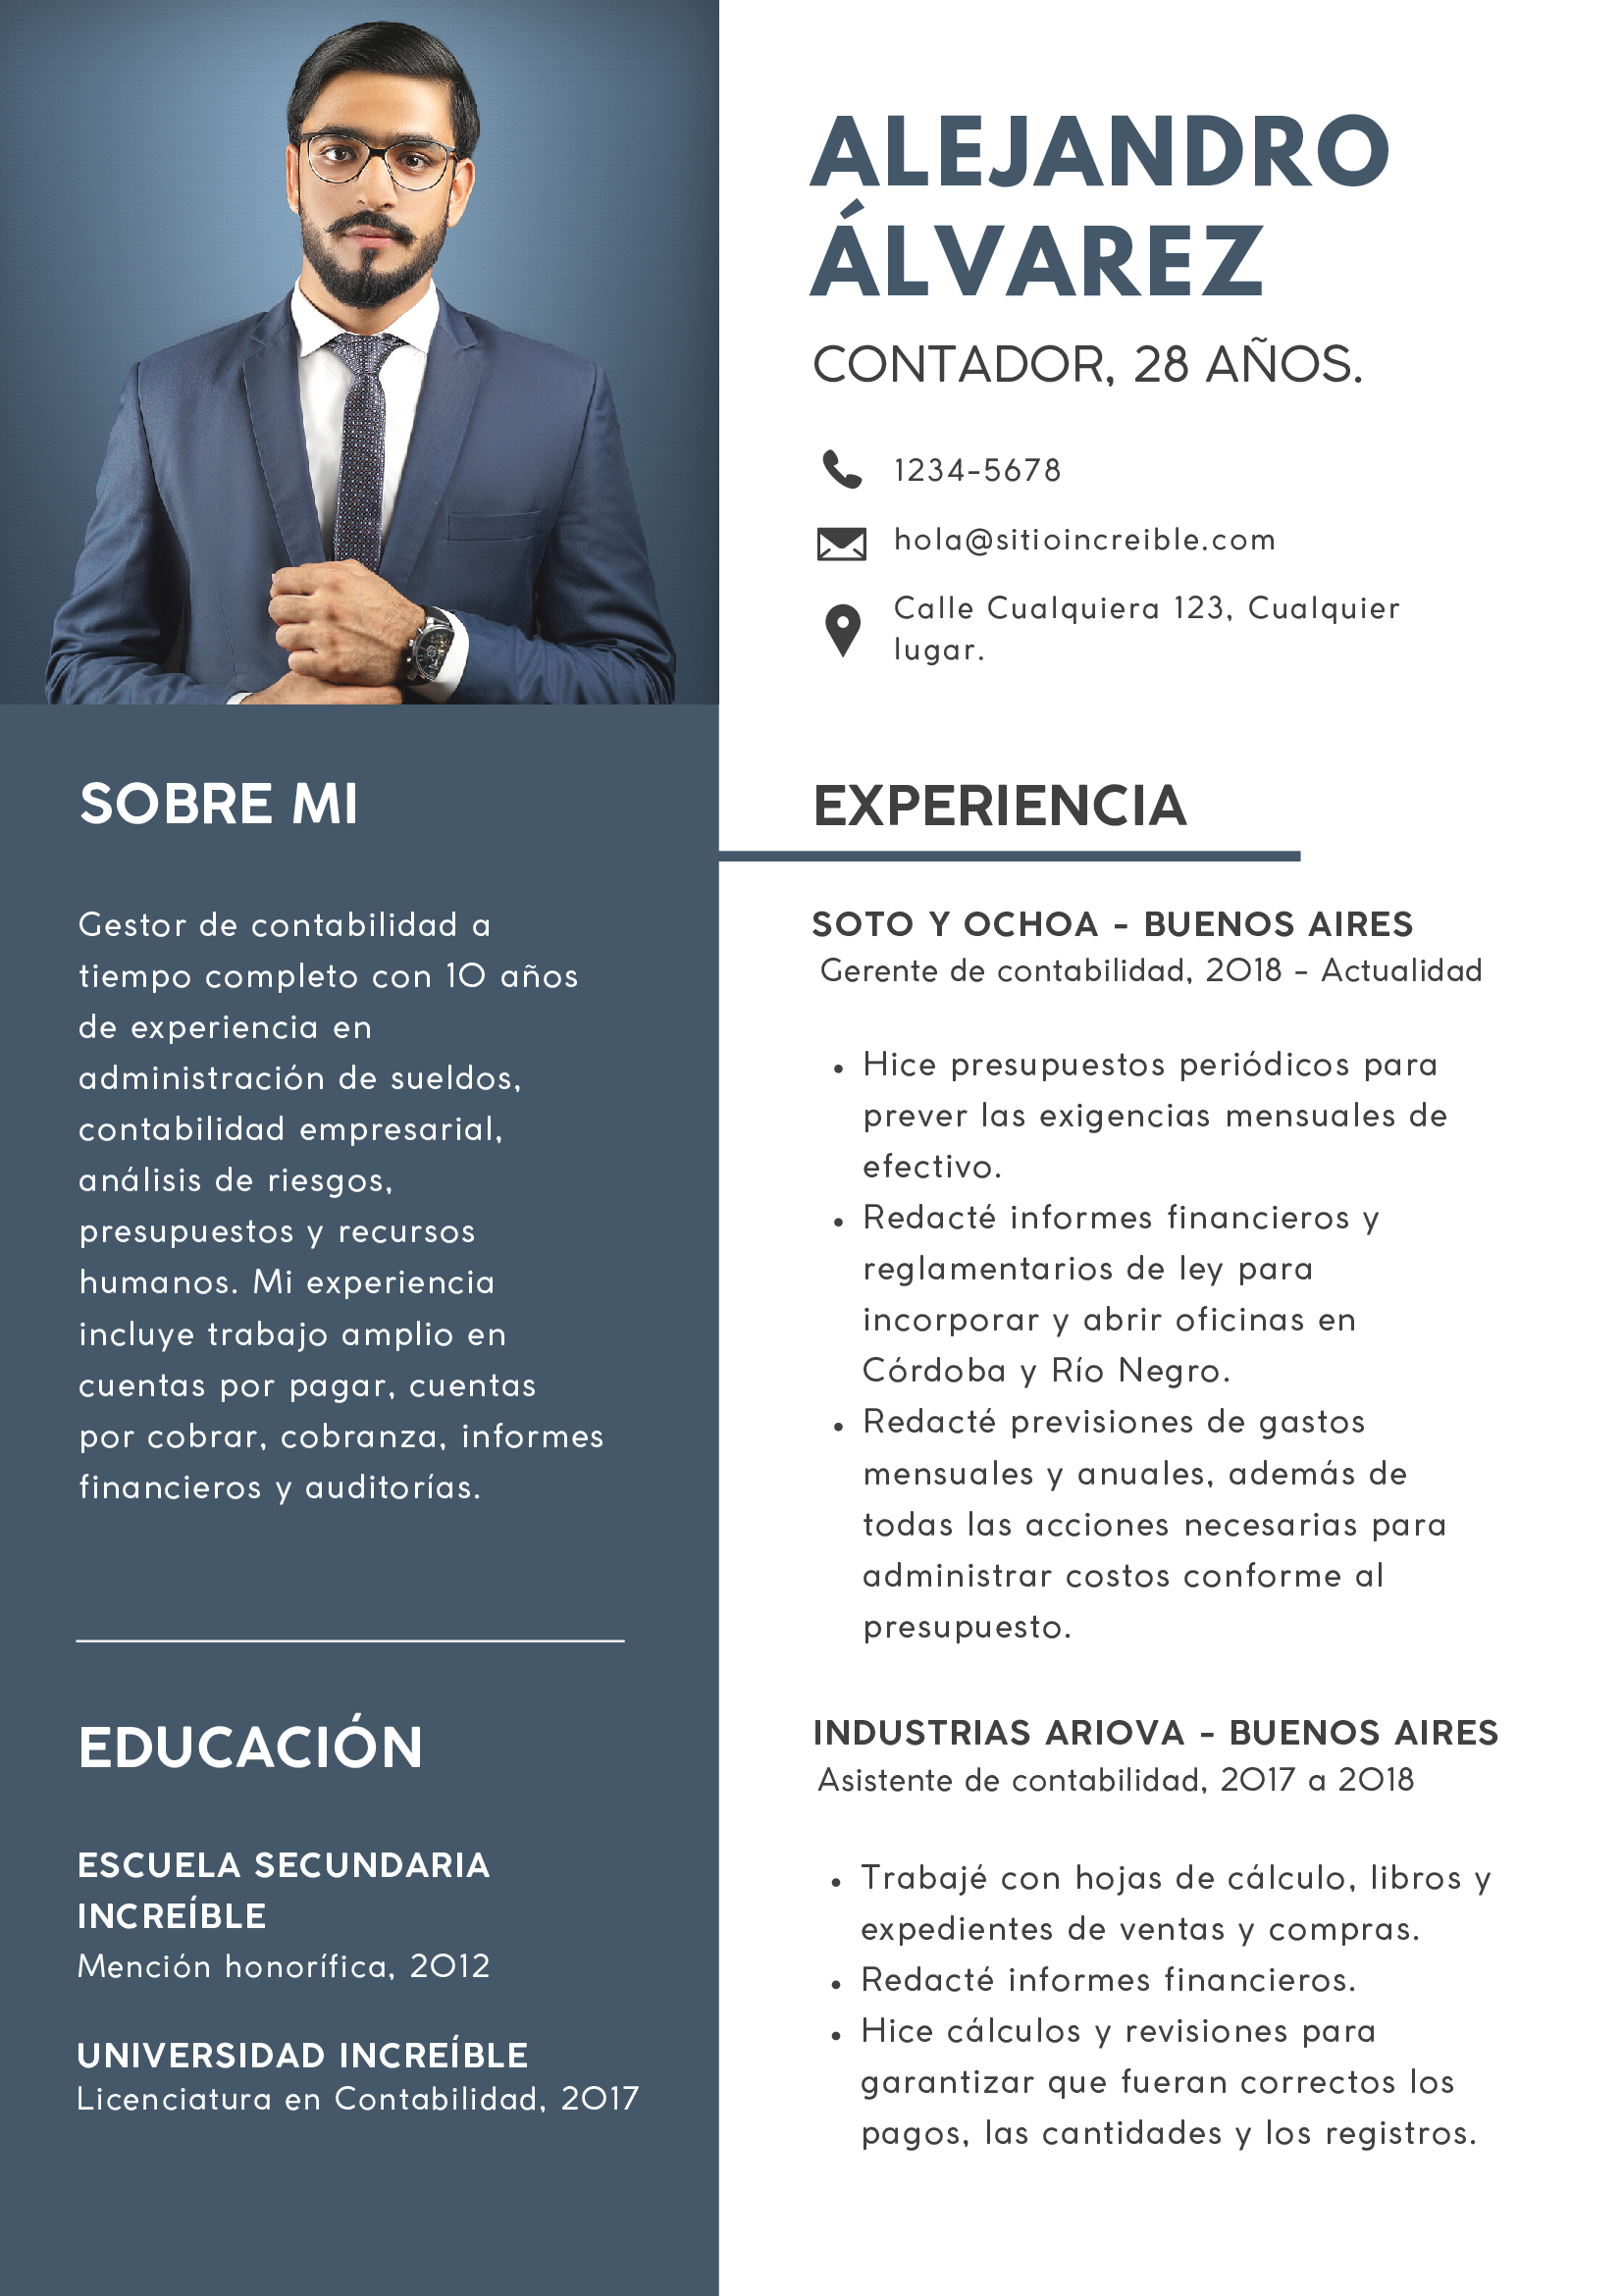 ALEJANDRO
ÁLVAREZ
CONTADOR, 28 AÑOS.
1234-5678
hola@sitioincreible.com
Calle Cualquiera 123, Cualquier
lugar.
SOBRE MI
Gestor de contabilidad a
tiempo completo con 10 años
de experiencia en
administración de sueldos,
contabilidad empresarial,
análisis de riesgos,
presupuestos y recursos
humanos. Mi experiencia
incluye trabajo amplio en
cuentas por pagar, cuentas
por cobrar, cobranza, informes
financieros y auditorías.
EDUCACIÓN
ESCUELA SECUNDARIA
INCREÍBLE
Mención honorífica, 2012
UNIVERSIDAD INCREÍBLE
Licenciatura en Contabilidad, 2017
EXPERIENCIA
SOTO Y OCHOA - BUENOS AIRES
Gerente de contabilidad, 2018 - Actualidad
• Hice presupuestos periódicos para
prever las exigencias mensuales de
efectivo.
• Redacté informes financieros y
reglamentarios de ley para
incorporar y abrir oficinas en
Córdoba y Río Negro.
• Redacté previsiones de gastos
mensuales y anuales, además de
todas las acciones necesarias para
administrar costos conforme al
presupuesto.
INDUSTRIAS ARIOVA - BUENOS AIRES
Asistente de contabilidad, 2017 a 2018
• Trabajé con hojas de cálculo, libros y
expedientes de ventas y compras.
• Redacté informes financieros.
• Hice cálculos y revisiones para
garantizar que fueran correctos los
pagos, las cantidades y los registros.